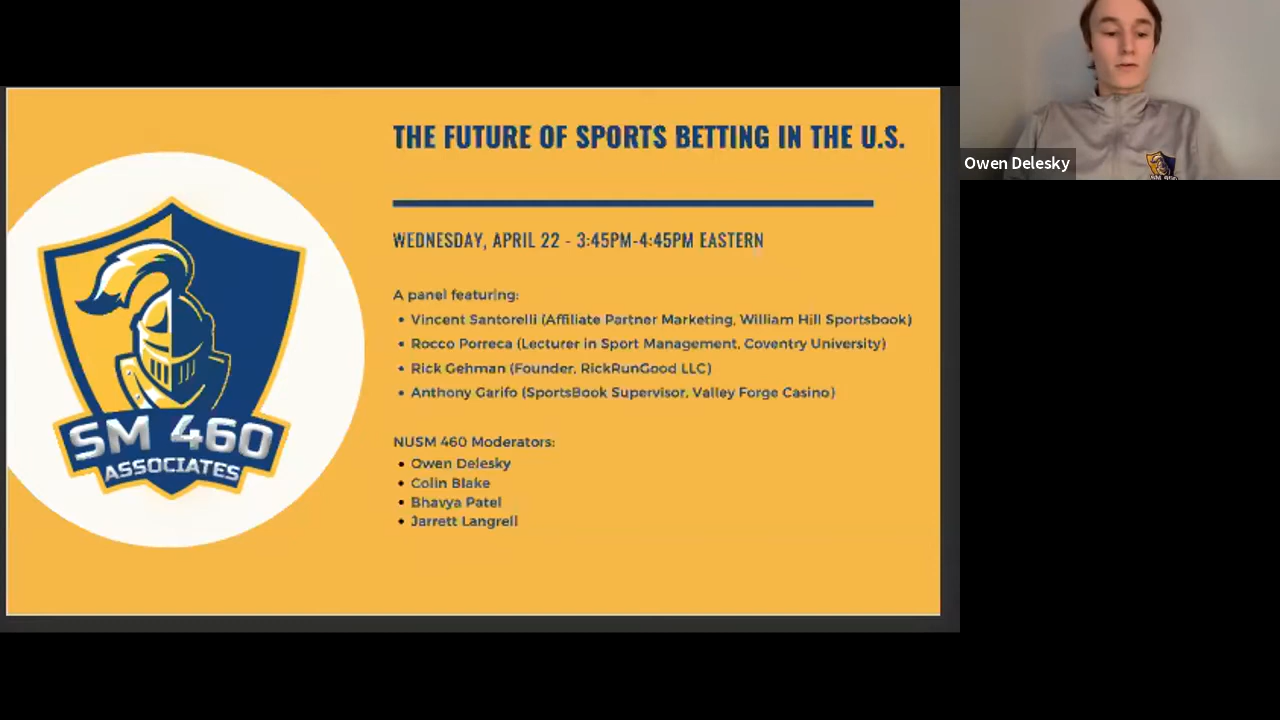 THE FUTURE OF SPORTS BETTING IN THE U.S.
WEDNESDAY, APRIL 22 - 3:45PM-4:45PM EASTERN
A panel featuring:
• Vincent Santorelli (Affiliate Partner Marketing, William Hill Sportsbook)
• Rocco Porreca (Lecturer in Sport Management, Coventry University)
• Rick Gehman (Founder, RickRunGood LLC)
• Anthony Garifo (SportsBook Supervisor, Valley Forge Casino)
NUSM 460 Moderators:
• Owen Delesky
• Colin Blake
• Bhavya Patel
• Jarrett Langrell
SM 460
ASSOCIATES
Owen Delesky
SM 460